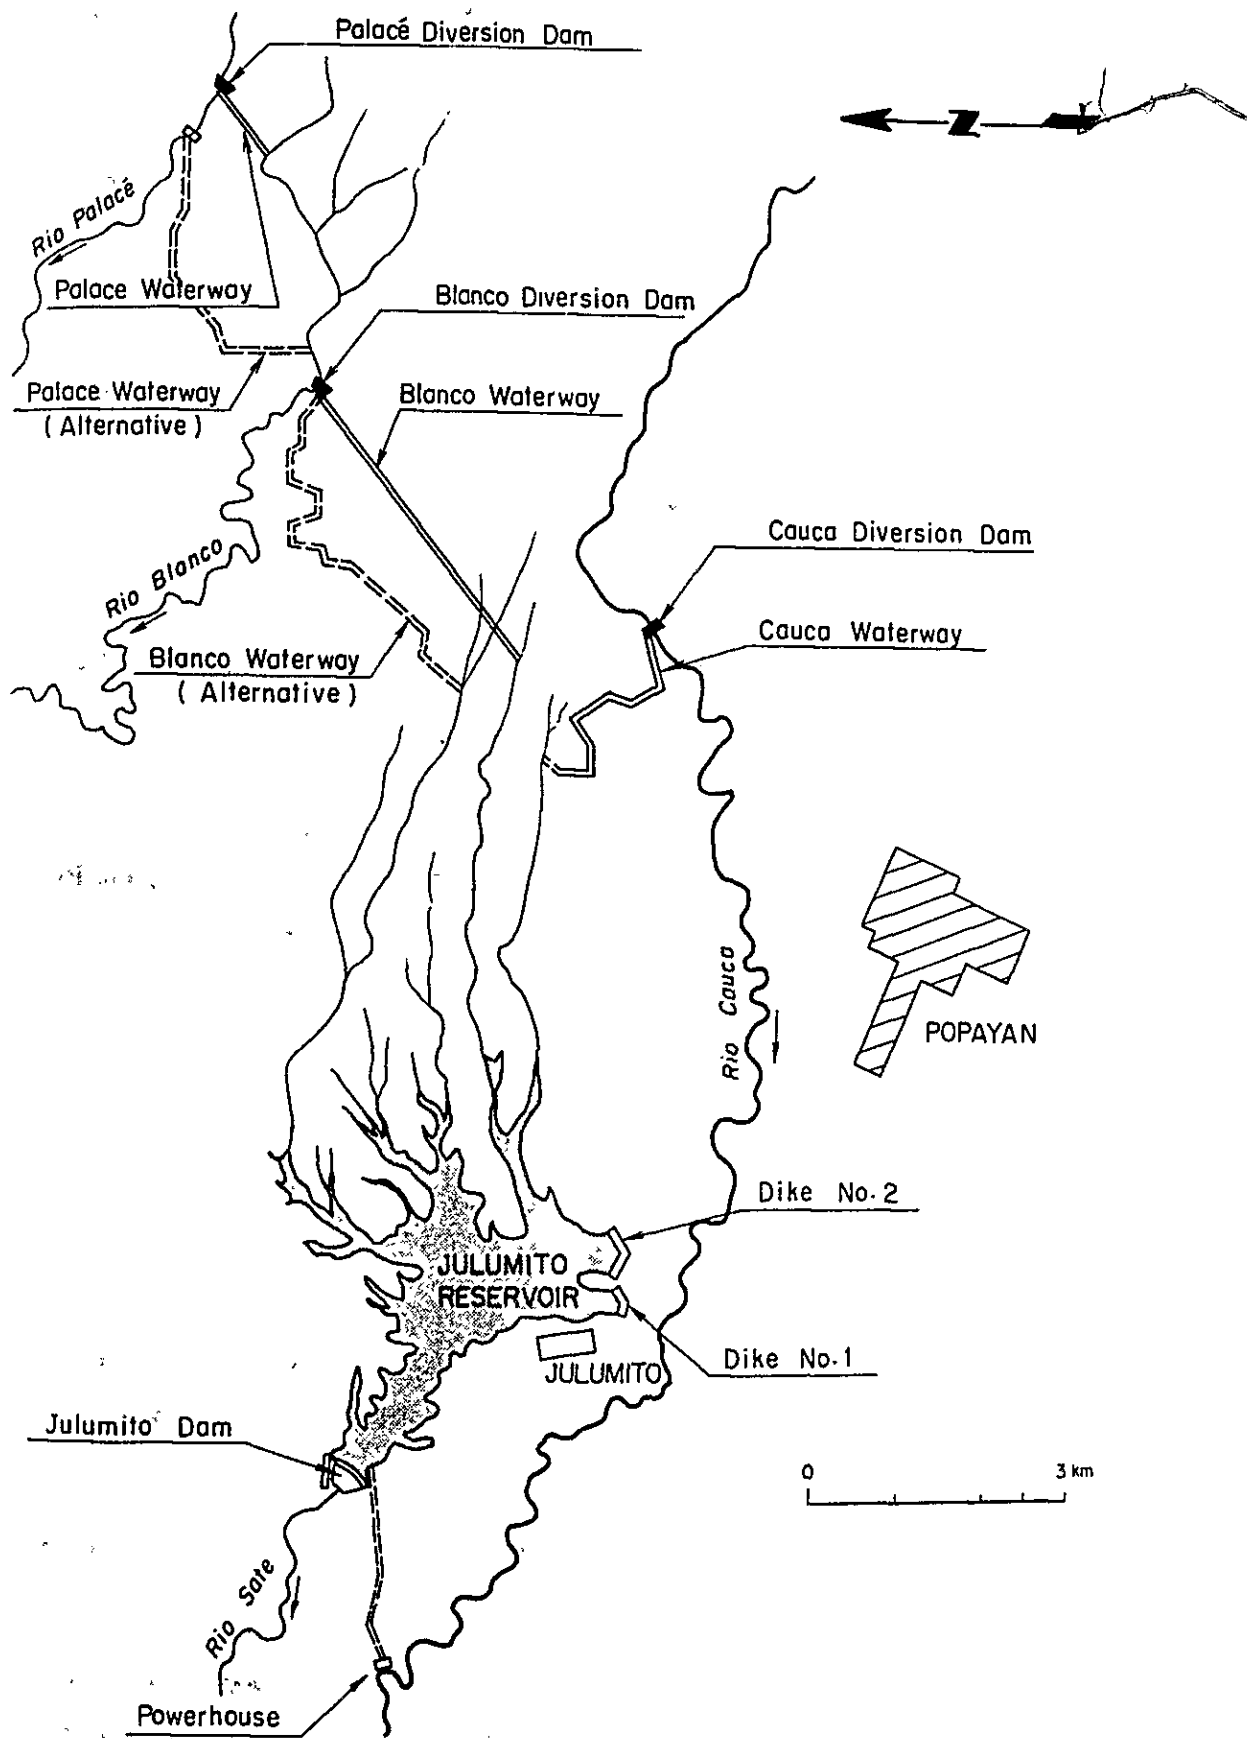 Palacé Diversion Dam
N
Rio Palacé
Palace Waterway
Blanco Diversion Dam
Palace Waterway
( Alternative )
Blanco Waterway
Cauca Diversion Dam
Rio Blanco
Cauca Waterway
Blanco Waterway
( Alternative )
Rio Cauca
POPAYAN
Dike No. 2
JULUMITO
RESERVOIR
Dike No. 1
JULUMITO
Julumito Dam
0 3 km
Rio Sate
Powerhouse